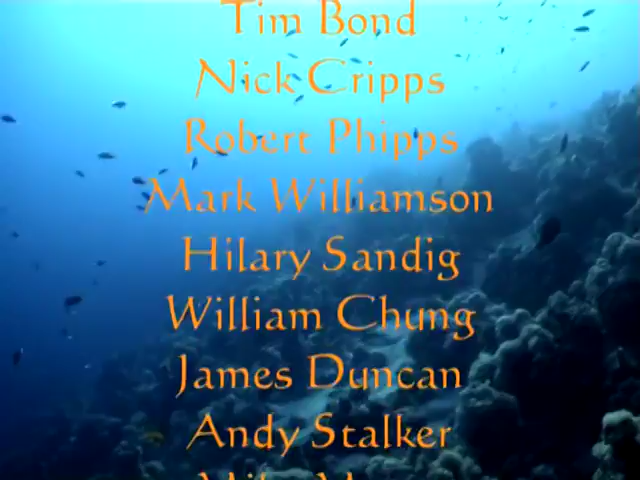 Tim Bond
Nick Cripps
Robert Phipps
Mark Williamson
Hilary Sandig
William Chung
James Duncan
Andy Stalker